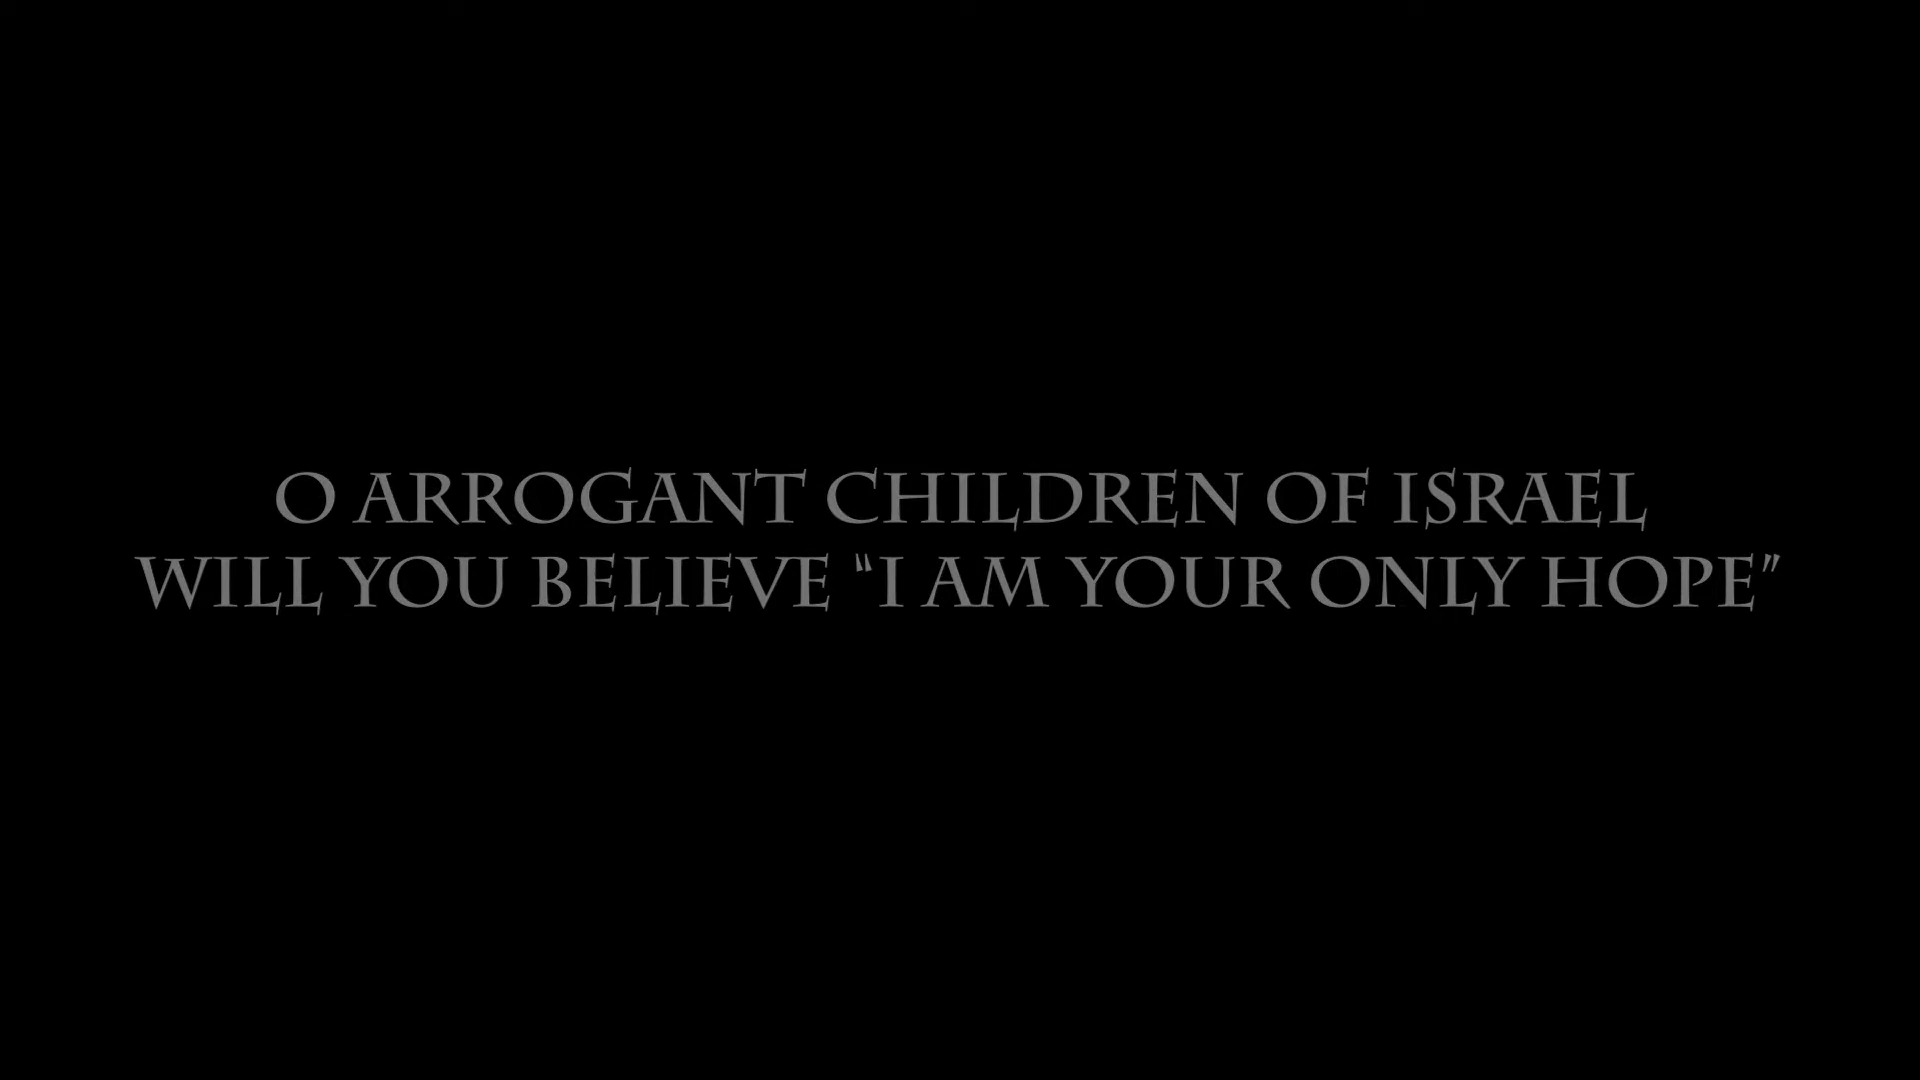 O ARROGANT CHILDREN OF ISRAEL
WILL YOU BELIEVE “I AM YOUR ONLY HOPE”